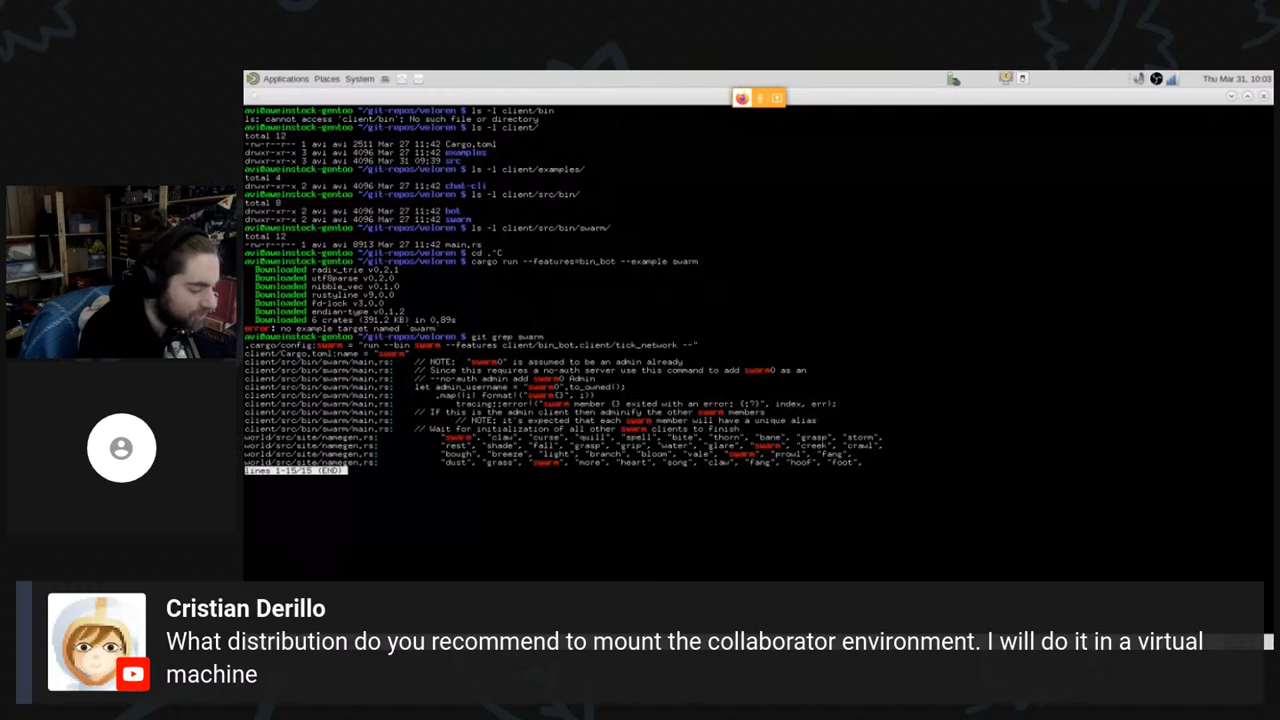 Applications Places System
Thu Mar 31, 10:03
avi@aweinstock-gentoo ~/git-repos/veloren $ ls -l client/bin
ls: cannot access 'client/bin': No such file or directory
avi@aweinstock-gentoo ~/git-repos/veloren $ ls -l client/
total 12
-rw-r--r-- 1 avi avi 2511 Mar 27 11:42 Cargo.toml
drwxr-xr-x 3 avi avi 4096 Mar 27 11:42 examples
drwxr-xr-x 3 avi avi 4096 Mar 31 09:39 src
avi@aweinstock-gentoo ~/git-repos/veloren $ ls -l client/examples/
total 4
drwxr-xr-x 2 avi avi 4096 Mar 27 11:42 chat-cli
avi@aweinstock-gentoo ~/git-repos/veloren $ ls -l client/src/bin/
total 8
drwxr-xr-x 2 avi avi 4096 Mar 27 11:42 bot
drwxr-xr-x 2 avi avi 4096 Mar 27 11:42 swarm
avi@aweinstock-gentoo ~/git-repos/veloren $ ls -l client/src/bin/swarm/
total 12
-rw-r--r-- 1 avi avi 8913 Mar 27 11:42 main.rs
avi@aweinstock-gentoo ~/git-repos/veloren $ cd .^C
avi@aweinstock-gentoo ~/git-repos/veloren $ cargo run --features=bin_bot --example swarm
Downloaded radix_trie v0.2.1
Downloaded utf8parse v0.2.0
Downloaded nibble_vec v0.1.0
Downloaded rustyline v9.0.0
Downloaded fd-lock v3.0.0
Downloaded endian-type v0.1.2
Downloaded 6 crates (391.2 KB) in 0.89s
error: no example target named `swarm`
avi@aweinstock-gentoo ~/git-repos/veloren $ git grep swarm
.cargo/config:swarm = "run --bin swarm --features client/bin_bot,client/tick_network --"
client/Cargo.toml:name = "swarm"
client/src/bin/swarm/main.rs: // NOTE: "swarm0" is assumed to be an admin already
client/src/bin/swarm/main.rs: // Since this requires a no-auth server use this command to add swarm0 as an
client/src/bin/swarm/main.rs: // --no-auth admin add swarm0 Admin
client/src/bin/swarm/main.rs: let admin_username = "swarm0".to_owned();
client/src/bin/swarm/main.rs: .map(|i| format!("swarm{}", i))
client/src/bin/swarm/main.rs: tracing::error!("swarm member {} exited with an error: {:?}", index, err);
client/src/bin/swarm/main.rs: // If this is the admin client then adminify the other swarm members
client/src/bin/swarm/main.rs: // NOTE: it's expected that each swarm member will have a unique alias
client/src/bin/swarm/main.rs: // Wait for initialization of all other swarm clients to finish
world/src/site/namegen.rs: "swarm", "claw", "curse", "quill", "spell", "bite", "thorn", "bane", "grasp", "storm",
world/src/site/namegen.rs: "rest", "shade", "fall", "grasp", "grip", "water", "glare", "swarm", "creek", "crawl",
world/src/site/namegen.rs: "bough", "breeze", "light", "branch", "bloom", "vale", "swarm", "prowl", "fang",
world/src/site/namegen.rs: "dust", "grass", "swarm", "more", "heart", "song", "claw", "fang", "hoof", "foot",
lines 1-15/15 (END)
Cristian Derillo
What distribution do you recommend to mount the collaborator environment. I will do it in a virtual
machine